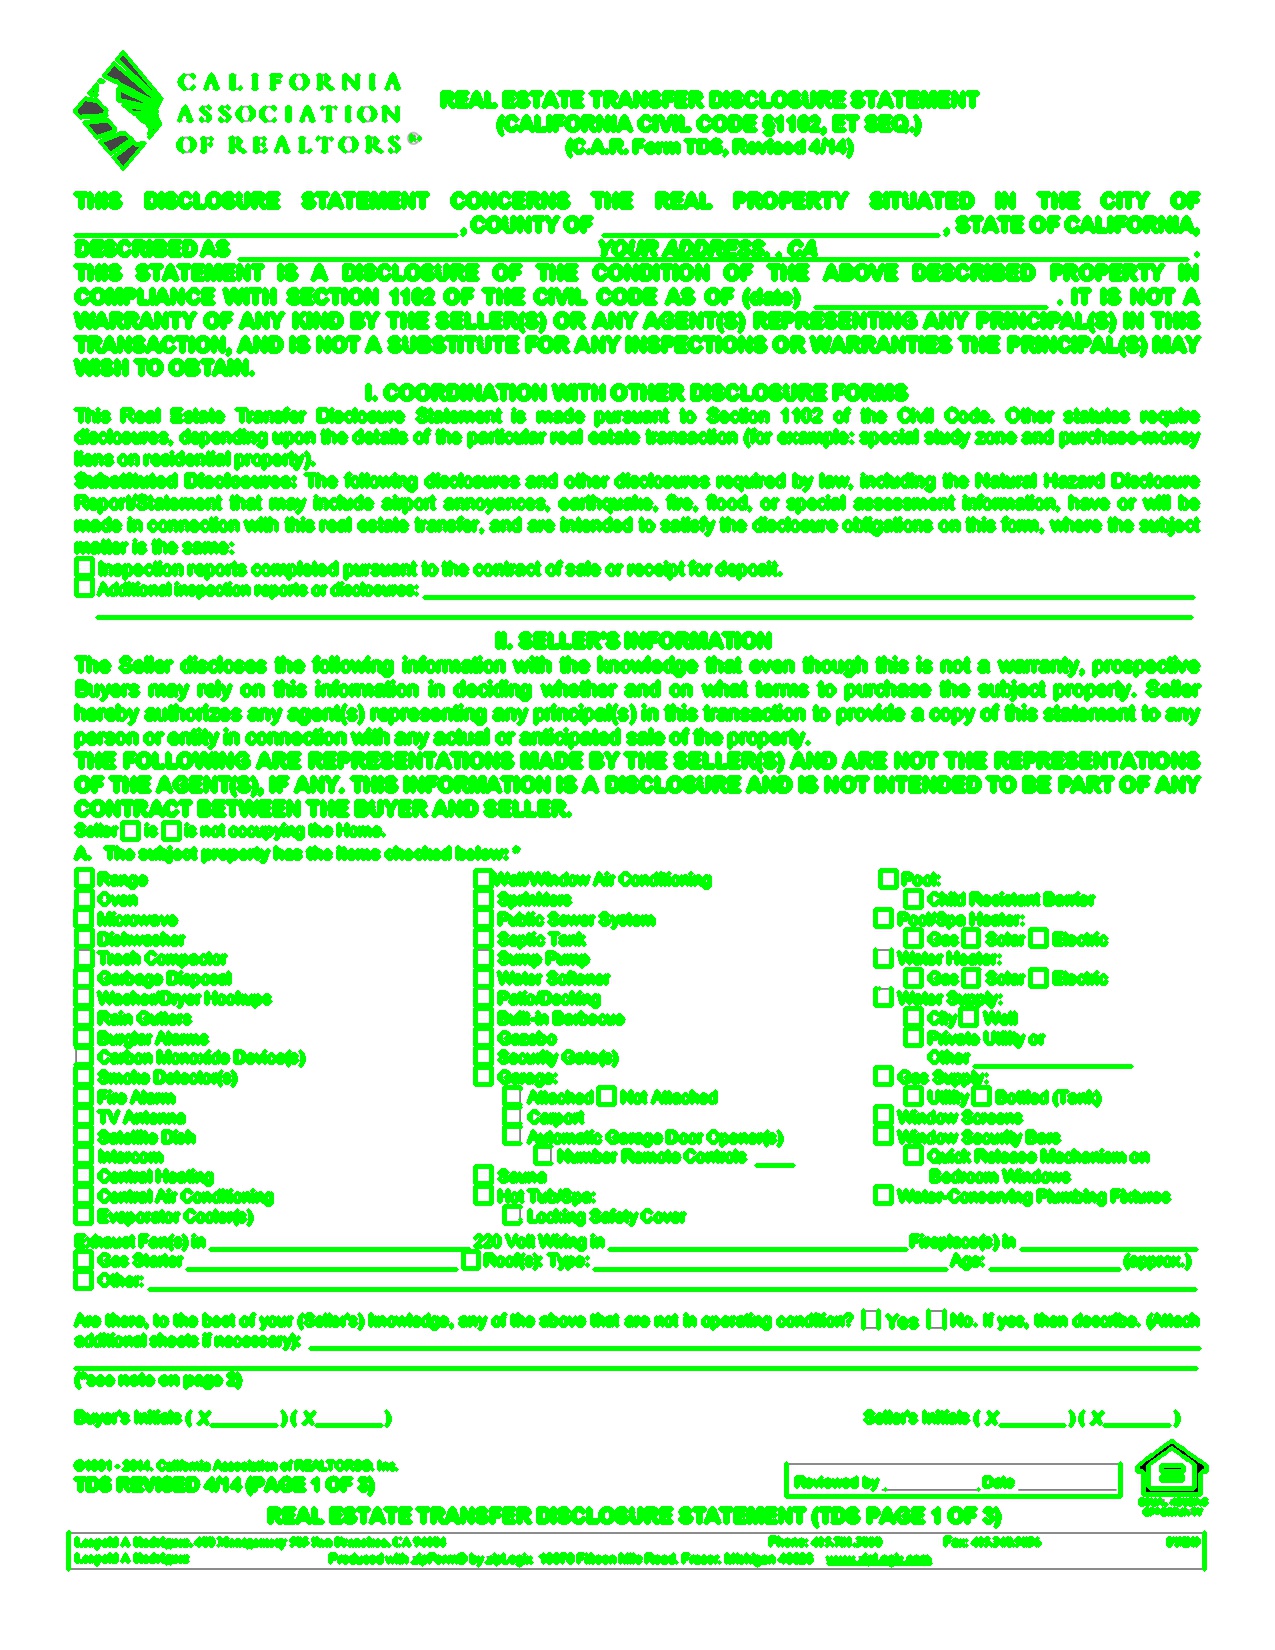 CALIFORNIA
ASSOCIATION
OF REALTORS®
REAL ESTATE TRANSFER DISCLOSURE STATEMENT
(CALIFORNIA CIVIL CODE §1102, ET SEQ.)
(C.A.R. Form TDS, Revised 4/14)
THIS DISCLOSURE STATEMENT CONCERNS THE REAL PROPERTY SITUATED IN THE CITY OF
, COUNTY OF , STATE OF CALIFORNIA,
DESCRIBED AS YOUR ADDRESS, , CA .
THIS STATEMENT IS A DISCLOSURE OF THE CONDITION OF THE ABOVE DESCRIBED PROPERTY IN
COMPLIANCE WITH SECTION 1102 OF THE CIVIL CODE AS OF (date) . IT IS NOT A
WARRANTY OF ANY KIND BY THE SELLER(S) OR ANY AGENT(S) REPRESENTING ANY PRINCIPAL(S) IN THIS
TRANSACTION, AND IS NOT A SUBSTITUTE FOR ANY INSPECTIONS OR WARRANTIES THE PRINCIPAL(S) MAY
WISH TO OBTAIN.
I. COORDINATION WITH OTHER DISCLOSURE FORMS
This Real Estate Transfer Disclosure Statement is made pursuant to Section 1102 of the Civil Code. Other statutes require
disclosures, depending upon the details of the particular real estate transaction (for example: special study zone and purchase-money
liens on residential property).
Substituted Disclosures: The following disclosures and other disclosures required by law, including the Natural Hazard Disclosure
Report/Statement that may include airport annoyances, earthquake, fire, flood, or special assessment information, have or will be
made in connection with this real estate transfer, and are intended to satisfy the disclosure obligations on this form, where the subject
matter is the same:
Inspection reports completed pursuant to the contract of sale or receipt for deposit.
Additional inspection reports or disclosures:
II. SELLER'S INFORMATION
The Seller discloses the following information with the knowledge that even though this is not a warranty, prospective
Buyers may rely on this information in deciding whether and on what terms to purchase the subject property. Seller
hereby authorizes any agent(s) representing any principal(s) in this transaction to provide a copy of this statement to any
person or entity in connection with any actual or anticipated sale of the property.
THE FOLLOWING ARE REPRESENTATIONS MADE BY THE SELLER(S) AND ARE NOT THE REPRESENTATIONS
OF THE AGENT(S), IF ANY. THIS INFORMATION IS A DISCLOSURE AND IS NOT INTENDED TO BE PART OF ANY
CONTRACT BETWEEN THE BUYER AND SELLER.
Seller is is not occupying the Home.
A. The subject property has the items checked below: *
Range Wall/Window Air Conditioning Pool:
Oven Sprinklers Child Resistant Barrier
Microwave Public Sewer System Pool/Spa Heater:
Dishwasher Septic Tank Gas Solar Electric
Trash Compactor Sump Pump Water Heater:
Garbage Disposal Water Softener Gas Solar Electric
Washer/Dryer Hookups Patio/Decking Water Supply:
Rain Gutters Built-in Barbecue City Well
Burglar Alarms Gazebo Private Utility or
Carbon Monoxide Device(s) Security Gate(s) Other
Smoke Detector(s) Garage: Gas Supply:
Fire Alarm Attached Not Attached Utility Bottled (Tank)
TV Antenna Carport Window Screens
Satellite Dish Automatic Garage Door Opener(s) Window Security Bars
Intercom Number Remote Controls Quick Release Mechanism on
Central Heating Sauna Bedroom Windows
Central Air Conditioning Hot Tub/Spa: Water-Conserving Plumbing Fixtures
Evaporator Cooler(s) Locking Safety Cover
Exhaust Fan(s) in 220 Volt Wiring in Fireplace(s) in
Gas Starter Roof(s): Type: Age: (approx.)
Other:
Are there, to the best of your (Seller's) knowledge, any of the above that are not in operating condition? Yes No. If yes, then describe. (Attach
additional sheets if necessary):
(*see note on page 2)
Buyer's Initials ( X )( X ) Seller's Initials ( X )( X )
©1991 - 2014, California Association of REALTORS®, Inc.
TDS REVISED 4/14 (PAGE 1 OF 3) Reviewed by Date
REAL ESTATE TRANSFER DISCLOSURE STATEMENT (TDS PAGE 1 OF 3)
Leopold A Rodriguez, Montgomery San Francisco, CA Phone: Fax:
Leopold A Rodriguez Produced with zipForm® by zipLogix 18070 Fifteen Mile Road, Fraser, Michigan 48026 www.zipLogix.com